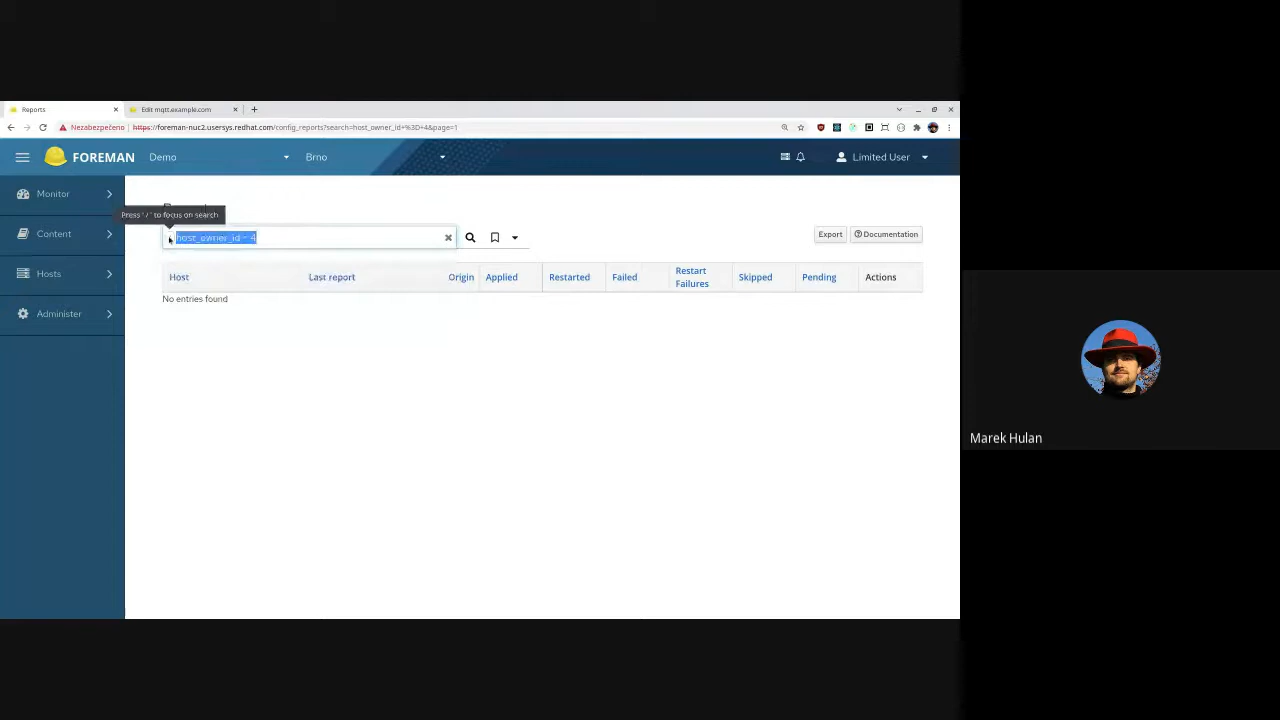 Reports
Edit mqtt.example.com
Nezabezpečeno
https://foreman-nuc2.usersys.redhat.com/config_reports?search=host_owner_id+%3D+4&page=1
FOREMAN
Demo
Brno
Limited User
Monitor
Content
Hosts
Administer
Press ' / ' to focus on search
host_owner_id = 4
Export
Documentation
Host
Last report
Origin
Applied
Restarted
Failed
Restart
Failures
Skipped
Pending
Actions
No entries found
Marek Hulan